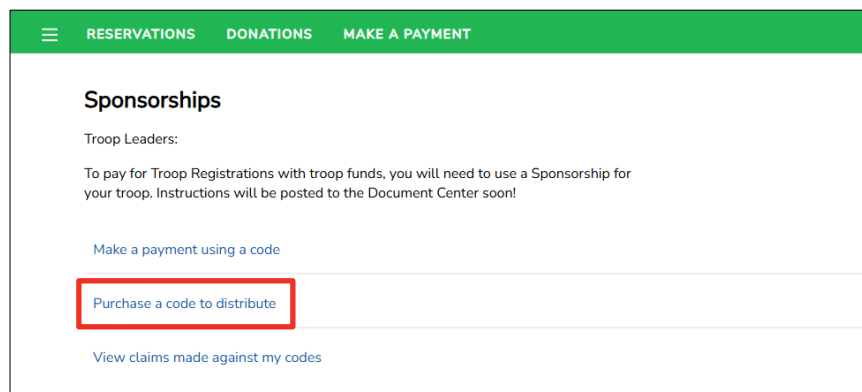 RESERVATIONS DONATIONS MAKE A PAYMENT
Sponsorships
Troop Leaders:
To pay for Troop Registrations with troop funds, you will need to use a Sponsorship for
your troop. Instructions will be posted to the Document Center soon!
Make a payment using a code
Purchase a code to distribute
View claims made against my codes